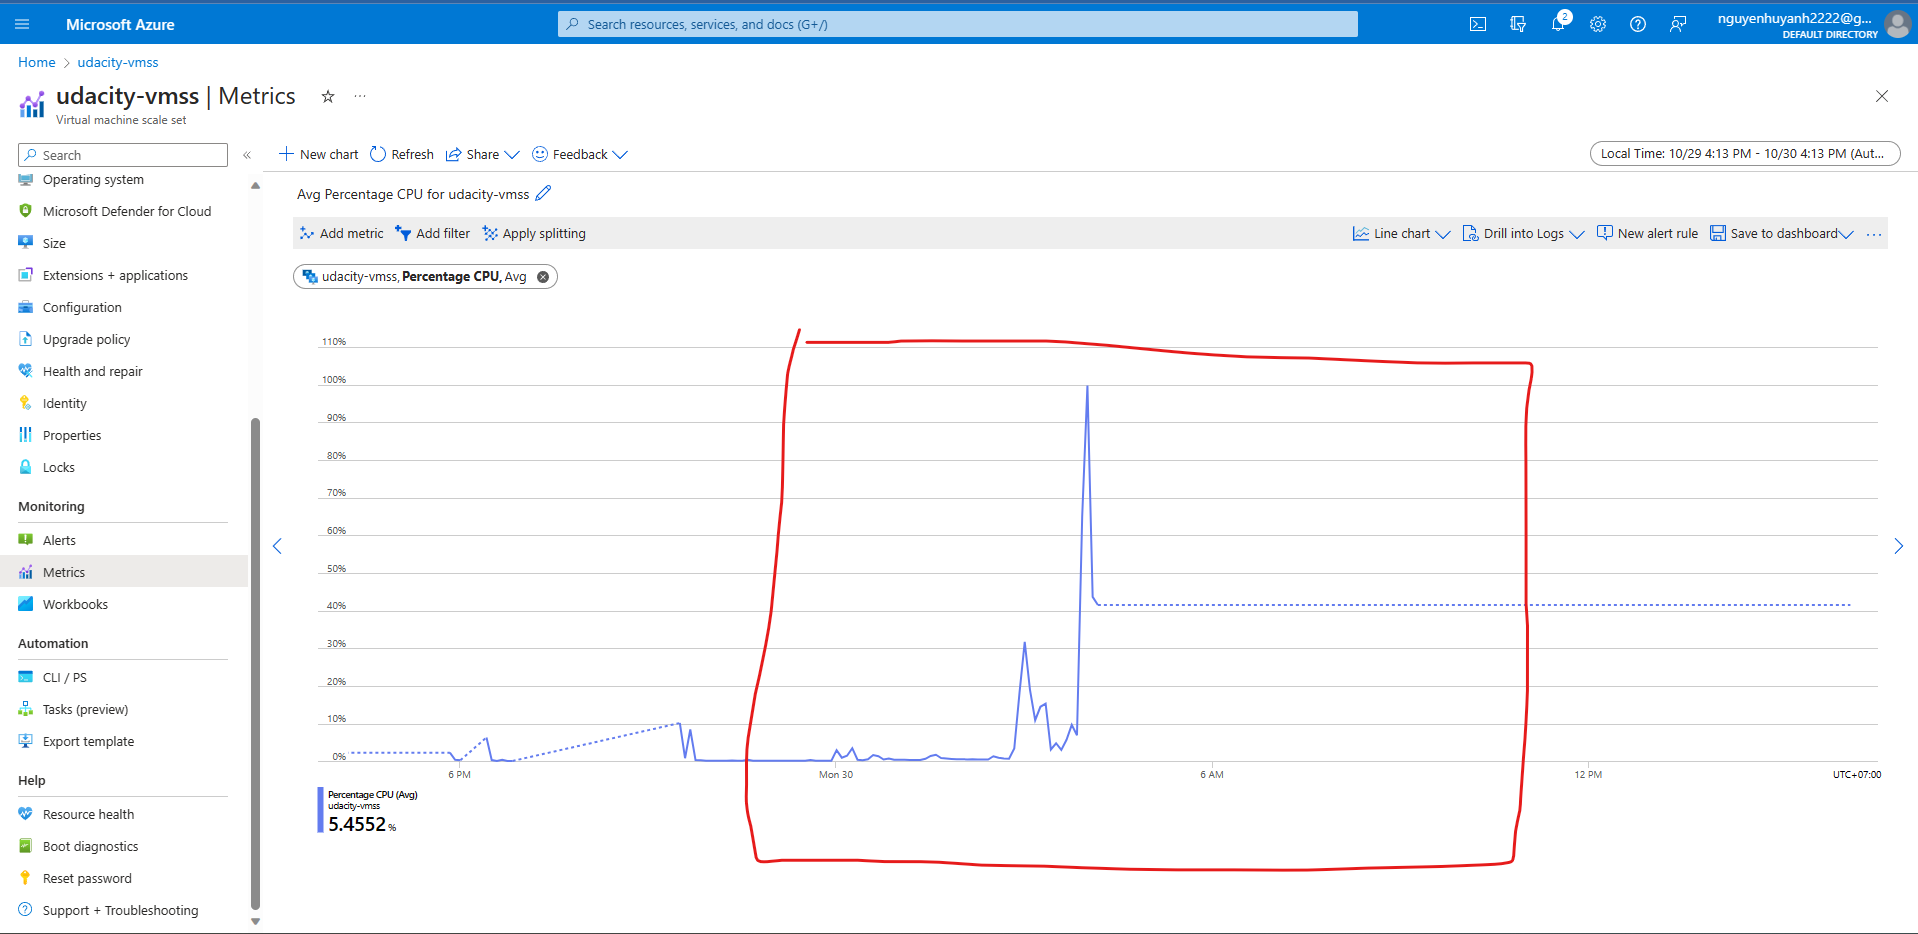 Microsoft Azure
Search resources, services, and docs (G+/)
2
nguyenhuyanh2222@g...
DEFAULT DIRECTORY
Home > udacity-vmss
udacity-vmss | Metrics
Virtual machine scale set
Search
Operating system
Microsoft Defender for Cloud
Size
Extensions + applications
Configuration
Upgrade policy
Health and repair
Identity
Properties
Locks
Monitoring
Alerts
Metrics
Workbooks
Automation
CLI / PS
Tasks (preview)
Export template
Help
Resource health
Boot diagnostics
Reset password
Support + Troubleshooting
New chart Refresh Share Feedback
Local Time: 10/29 4:13 PM - 10/30 4:13 PM (Aut...
Avg Percentage CPU for udacity-vmss
Add metric Add filter Apply splitting Line chart Drill into Logs New alert rule Save to dashboard ...
udacity-vmss, Percentage CPU, Avg
110%
100%
90%
80%
70%
60%
50%
40%
30%
20%
10%
0%
6 PM Mon 30 6 AM 12 PM UTC+07:00
Percentage CPU (Avg)
udacity-vmss
5.4552 %